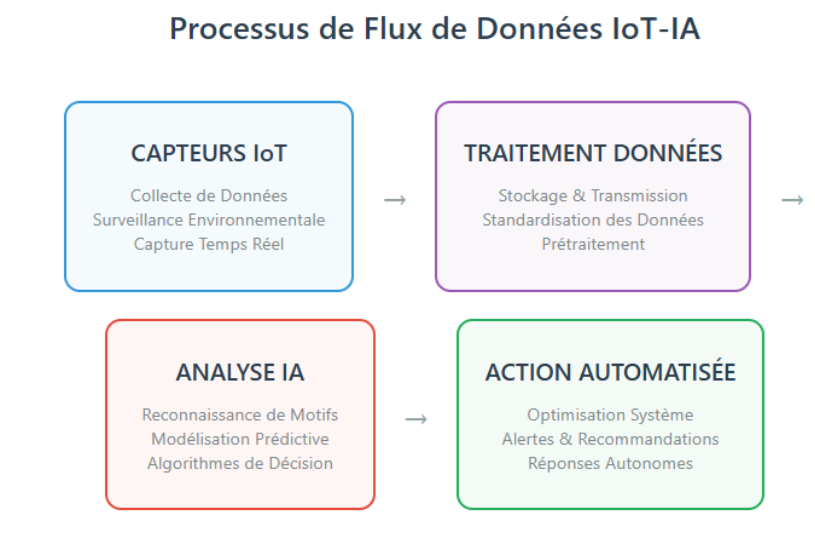 Processus de Flux de Données IoT-IA
CAPTEURS IoT
Collecte de Données
Surveillance Environnementale
Capture Temps Réel
→
TRAITEMENT DONNÉES
Stockage & Transmission
Standardisation des Données
Prétraitement
→
ANALYSE IA
Reconnaissance de Motifs
Modélisation Prédictive
Algorithmes de Décision
→
ACTION AUTOMATISÉE
Optimisation Système
Alertes & Recommandations
Réponses Autonomes